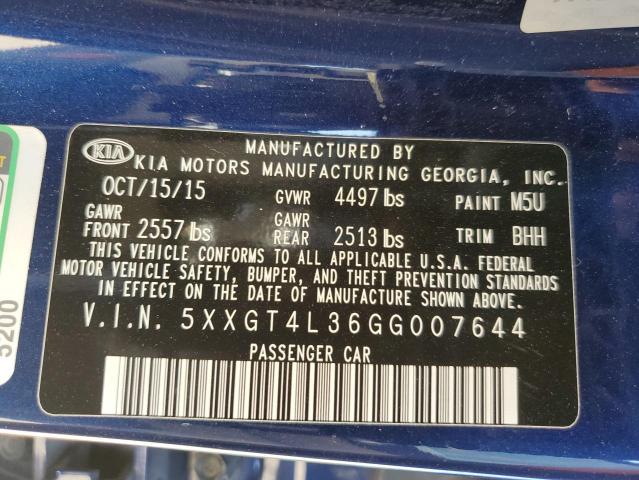 KIA
MANUFACTURED BY
KIA MOTORS MANUFACTURING GEORGIA, INC.
OCT/15/15 GVWR 4497 lbs PAINT M5U
GAWR FRONT 2557 lbs GAWR REAR 2513 lbs TRIM BHH
THIS VEHICLE CONFORMS TO ALL APPLICABLE U.S.A. FEDERAL
MOTOR VEHICLE SAFETY, BUMPER, AND THEFT PREVENTION STANDARDS
IN EFFECT ON THE DATE OF MANUFACTURE SHOWN ABOVE.
V.I.N. 5XXGT4L36GG007644
PASSENGER CAR